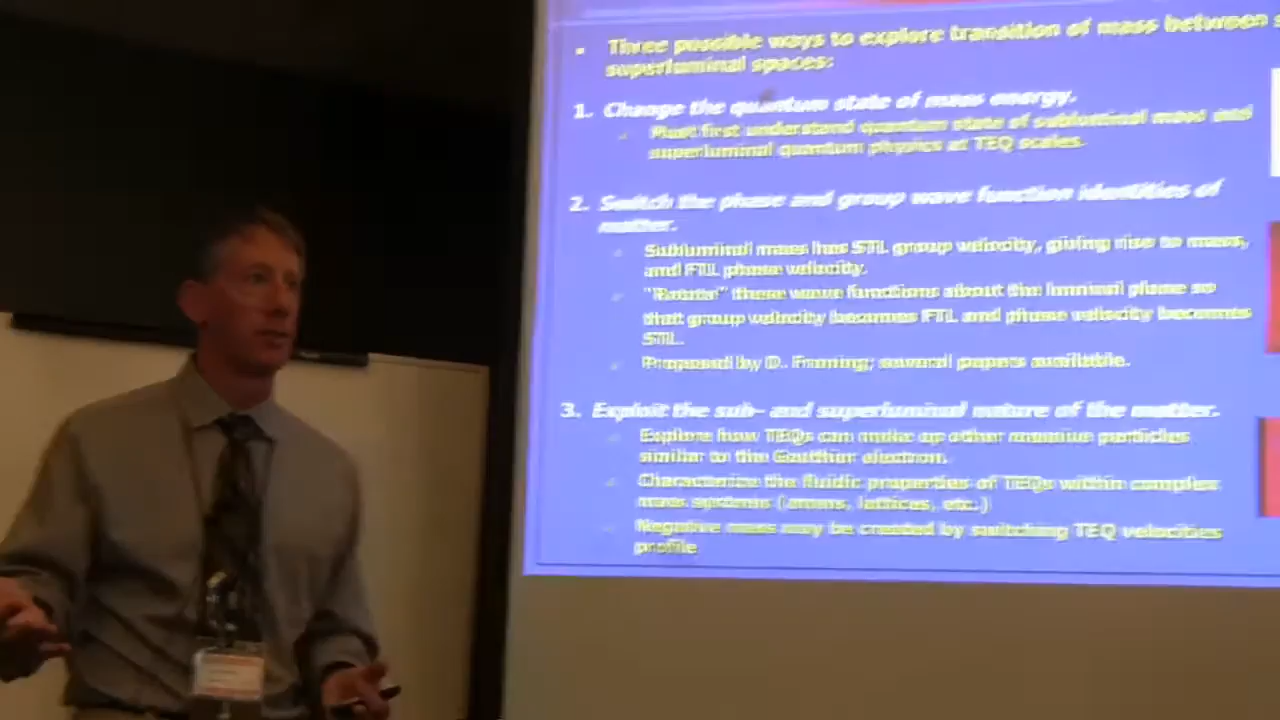 Three possible ways to explore transition of mass between
superluminal spaces:
1. Change the quantum state of mass energy.
Must first understand quantum state of subluminal mass and
superluminal quantum physics at TEQ scales.
2. Switch the phase and group wave function identities of
matter.
Subluminal mass has STL group velocity, giving rise to mass,
and FTL phase velocity.
"Rotate" these wave functions about the luminal plane so
that group velocity becomes FTL and phase velocity becomes
STL.
Proposed by D. Froning; several papers available.
3. Exploit the sub- and superluminal nature of the matter.
Explore how TEQs can make up other massive particles
similar to the Gauthier electron.
Characterize the fluidic properties of TEQs within complex
mass systems (atoms, lattices, etc.)
Negative mass may be created by switching TEQ velocities
profile